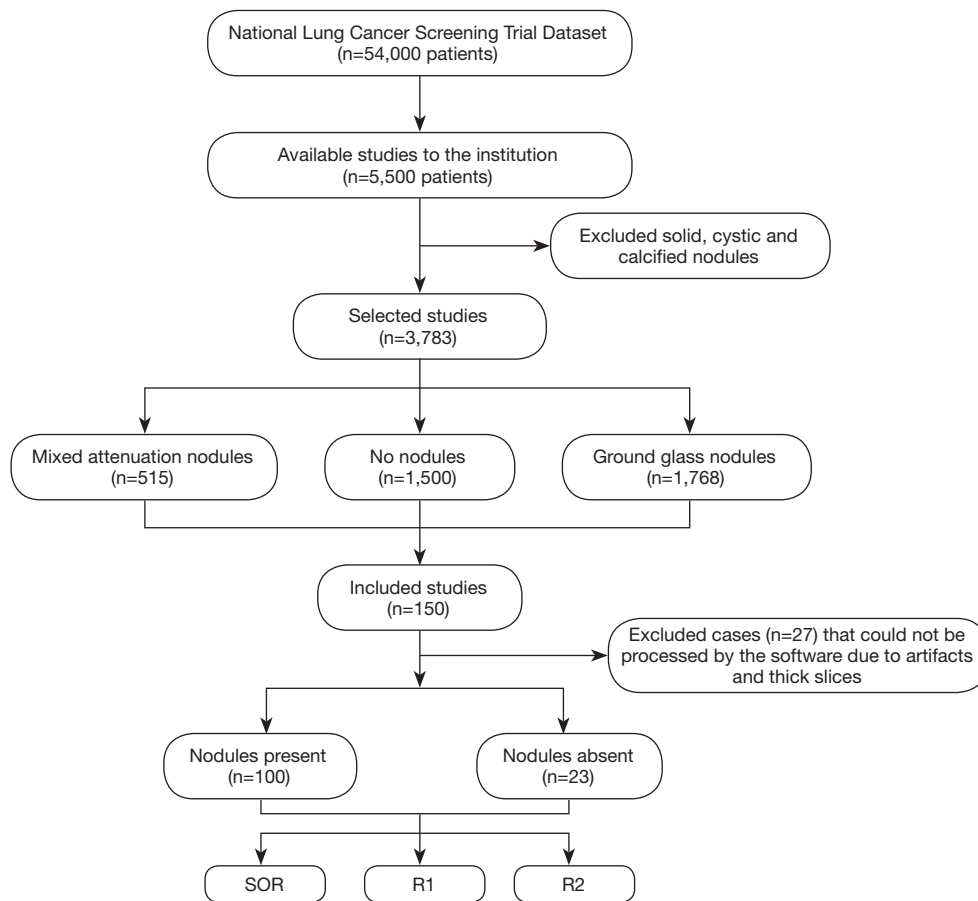 National Lung Cancer Screening Trial Dataset
(n=54,000 patients)
Available studies to the institution
(n=5,500 patients)
Excluded solid, cystic and
calcified nodules
Selected studies
(n=3,783)
Mixed attenuation nodules
(n=515)
No nodules
(n=1,500)
Ground glass nodules
(n=1,768)
Included studies
(n=150)
Excluded cases (n=27) that could not be
processed by the software due to artifacts
and thick slices
Nodules present
(n=100)
Nodules absent
(n=23)
SOR
R1
R2